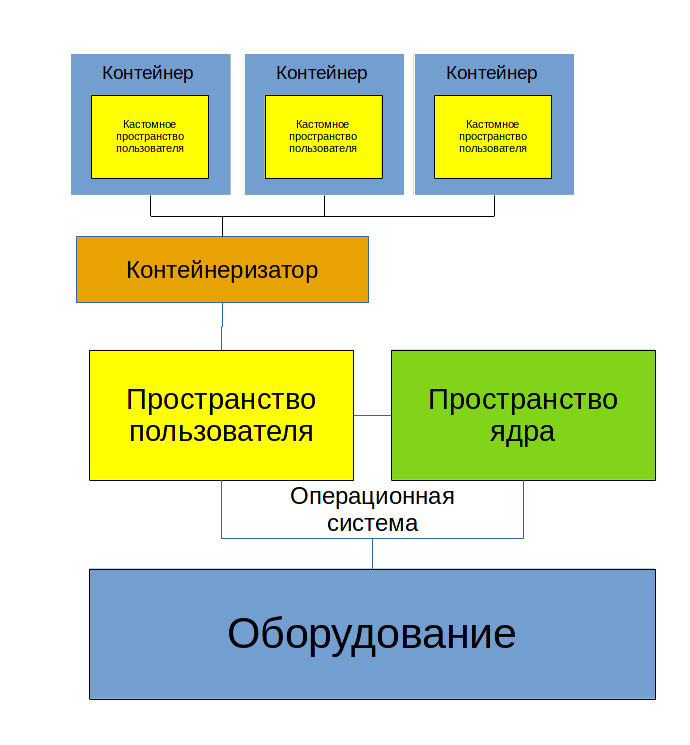 Контейнер Контейнер Контейнер
Кастомное Кастомное Кастомное
пространство пространство пространство
пользователя пользователя пользователя
Контейнеризатор
Пространство Пространство
пользователя ядра
Операционная
система
Оборудование